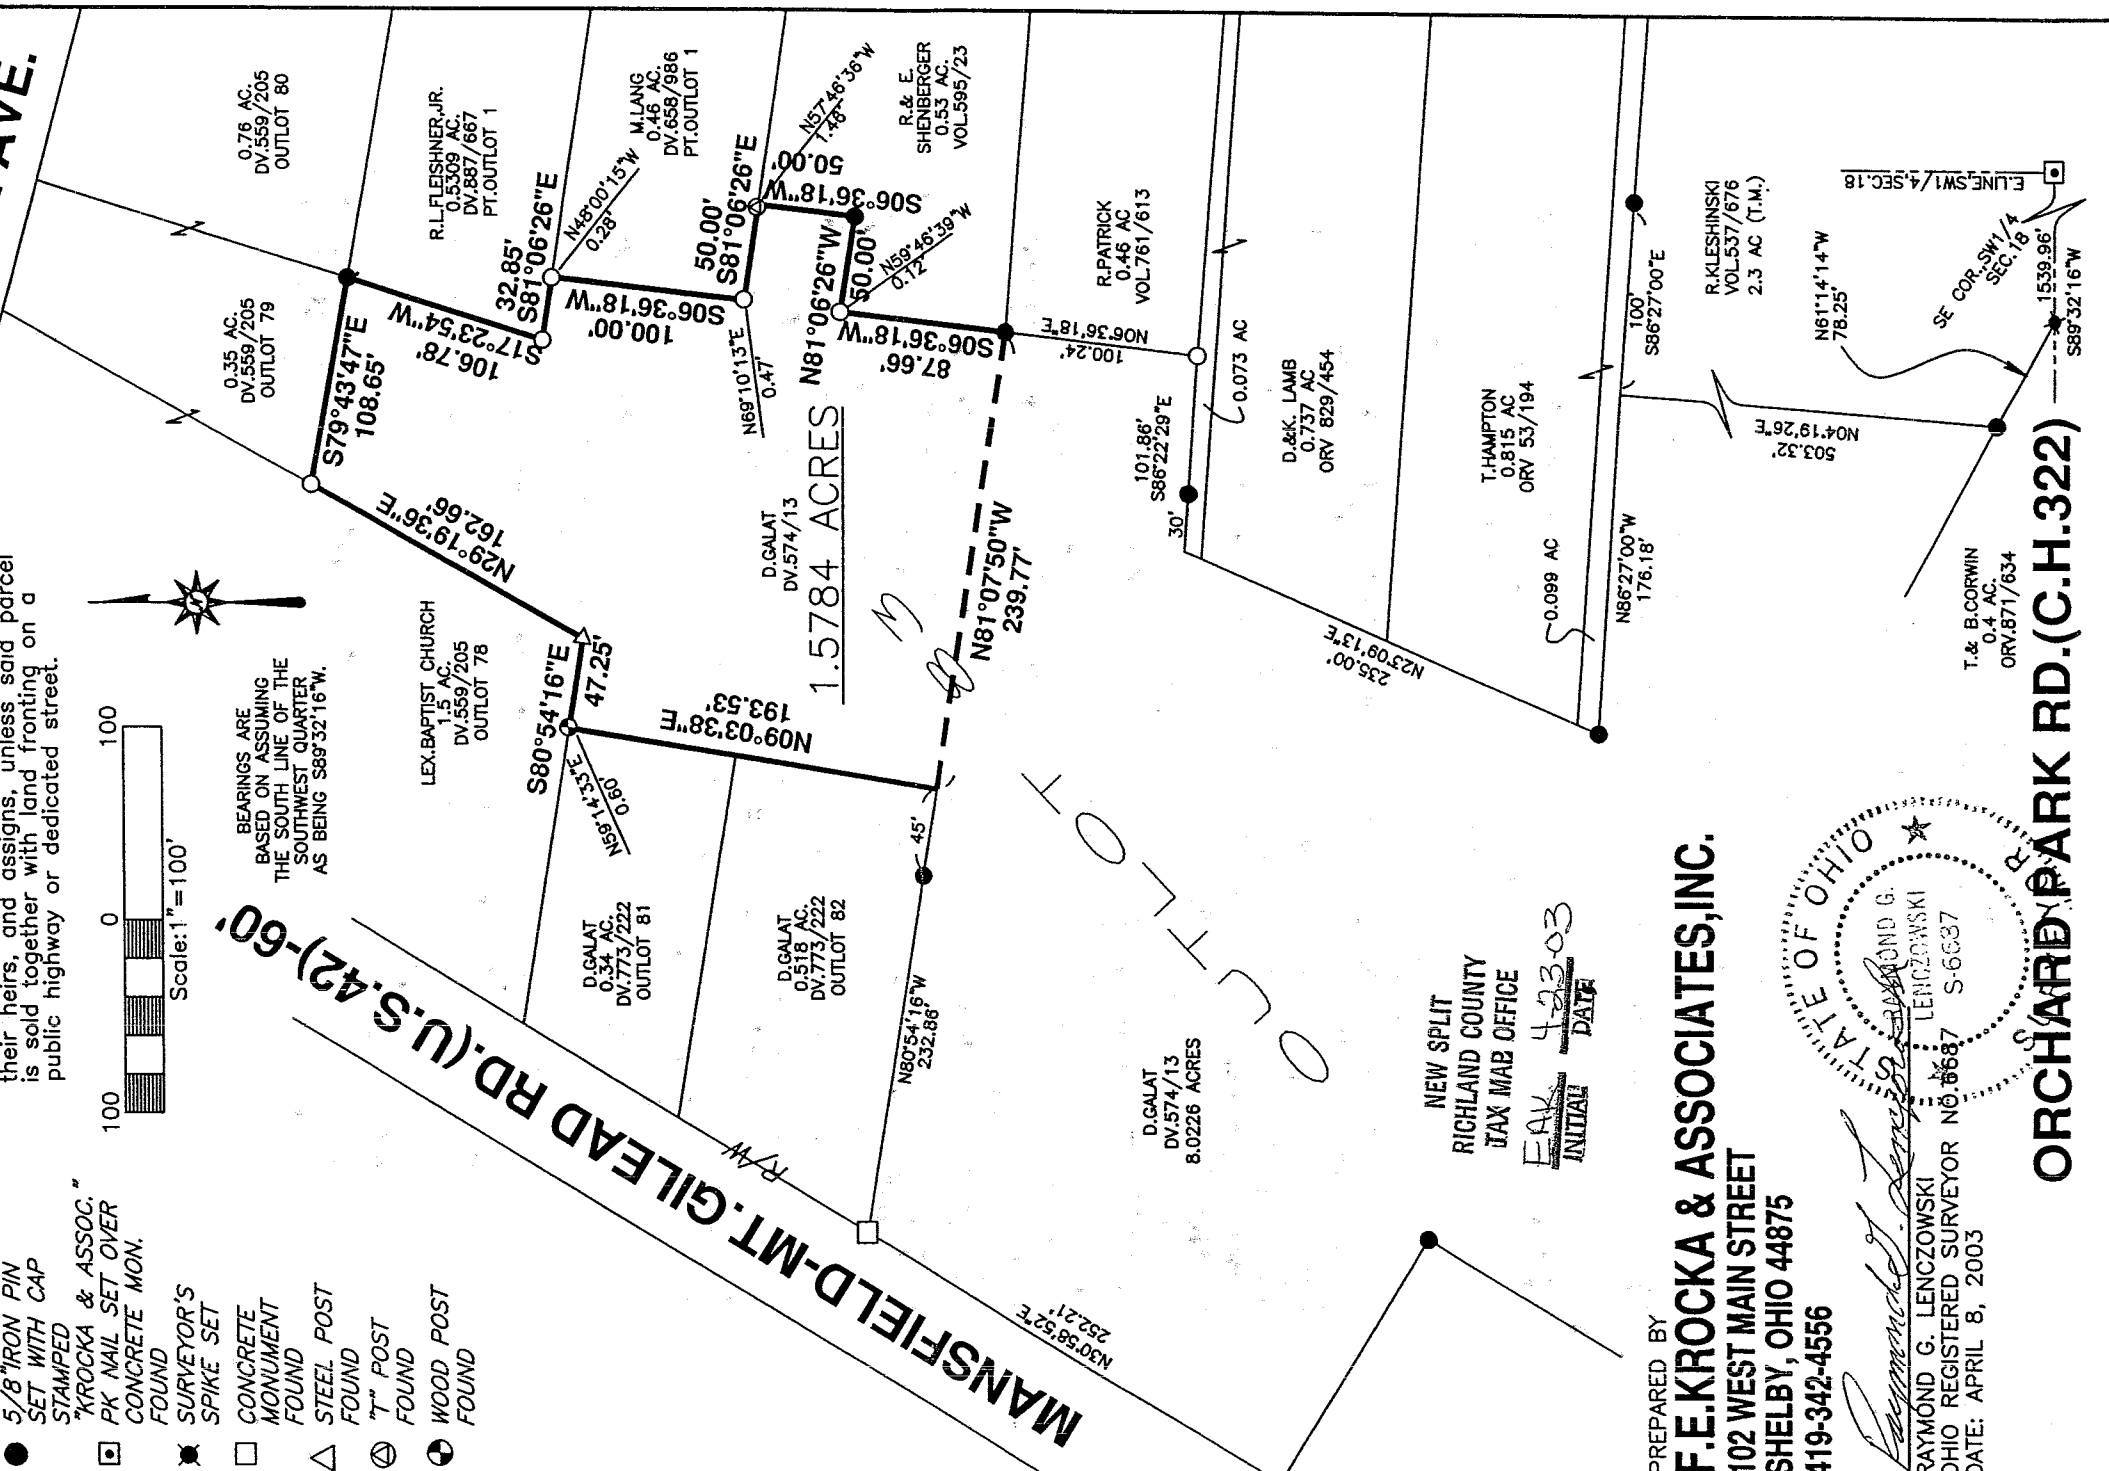 AVE.
their heirs, and assigns, unless said parcel
is sold together with land fronting on a
public highway or dedicated street.
5/8"IRON PIN
SET WITH CAP
STAMPED
"KROCKA & ASSOC."
PK NAIL SET OVER
CONCRETE MON.
FOUND
SURVEYOR'S
SPIKE SET
CONCRETE
MONUMENT
FOUND
STEEL POST
FOUND
"T" POST
FOUND
WOOD POST
FOUND
100
0
100
Scale:1"=100'
BEARINGS ARE
BASED ON ASSUMING
THE SOUTH LINE OF THE
SOUTHWEST QUARTER
AS BEING S89°32'16"W.
N
0.76 AC.
DV.559/205
OUTLOT 80
0.35 AC.
DV.559/205
OUTLOT 79
R.L.FLEISHNER,JR.
0.5309 AC.
DV.887/667
PT.OUTLOT 1
M.LANG
0.46 AC.
DV.658/986
PT.OUTLOT 1
R.& E.
SHENBERGER
0.53 AC.
VOL.595/23
R.PATRICK
0.46 AC
VOL.761/613
D.&K. LAMB
0.737 AC
ORV 829/454
T.HAMPTON
0.815 AC
ORV 53/194
R.KLESHINSKI
VOL.537/676
2.3 AC (T.M.)
T.& B.CORWIN
0.4 AC.
ORV.871/634
LEX.BAPTIST CHURCH
1.5 AC.
DV.559/205
OUTLOT 78
D.GALAT
0.34 AC.
DV.773/222
OUTLOT 81
D.GALAT
0.518 AC.
DV.773/222
OUTLOT 82
D.GALAT
DV.574/13
1.5784 ACRES
D.GALAT
DV.574/13
8.0226 ACRES
S79°43'47"E
108.65'
S17°23'54"W
106.78'
32.85'
S81°06'26"E
N48°00'15"W
0.28'
S06°36'18"W
100.00'
50.00'
S81°06'26"E
N69°10'13"E
0.47'
N57°46'36"W
1.46'
S06°36'18"W
50.00'
N81°06'26"W
50.00'
N59°46'39"W
0.12'
S06°36'18"W
87.66'
N81°07'50"W
239.77'
N09°03'38"E
193.53'
S80°54'16"E
47.25'
N59°14'33"E
0.60'
N29°19'36"E
162.66'
45'
N80°54'16"W
232.86'
N06°36'18"E
100.24'
101.86'
S86°22'29"E
30'
0.073 AC
N23°09'13"E
235.00'
0.099 AC
N86°27'00"W
176.18'
100'
S86°27'00"E
N04°19'26"E
503.32'
N61°14'14"W
78.25'
SE COR.,SW1/4
SEC.18
E.LINE,SW1/4,SEC.18
1539.96'
S89°32'16"W
N30°58'52"E
252.21'
R/W
MANSFIELD-MT.GILEAD RD.(U.S.42)-60'
OUTLOT
83
NEW SPLIT
RICHLAND COUNTY
TAX MAP OFFICE
EAK 4-23-03
INITIAL DATE
PREPARED BY
F.E.KROCKA & ASSOCIATES,INC.
102 WEST MAIN STREET
SHELBY, OHIO 44875
419-342-4556
RAYMOND G. LENCZOWSKI
OHIO REGISTERED SURVEYOR NO.6687
DATE: APRIL 8, 2003
STATE OF OHIO
RAYMOND G.
LENCZOWSKI
S-6687
ORCHARD PARK RD.(C.H.322)